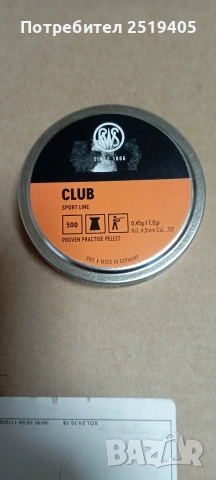 Потребител 2519405
RWS
SINCE 1886
CLUB
SPORT LINE
500
0,45g | 7.0gr
Kal. 4,5mm Cal. .177
PROVEN PRACTISE PELLET
MADE IN GERMANY
bazar